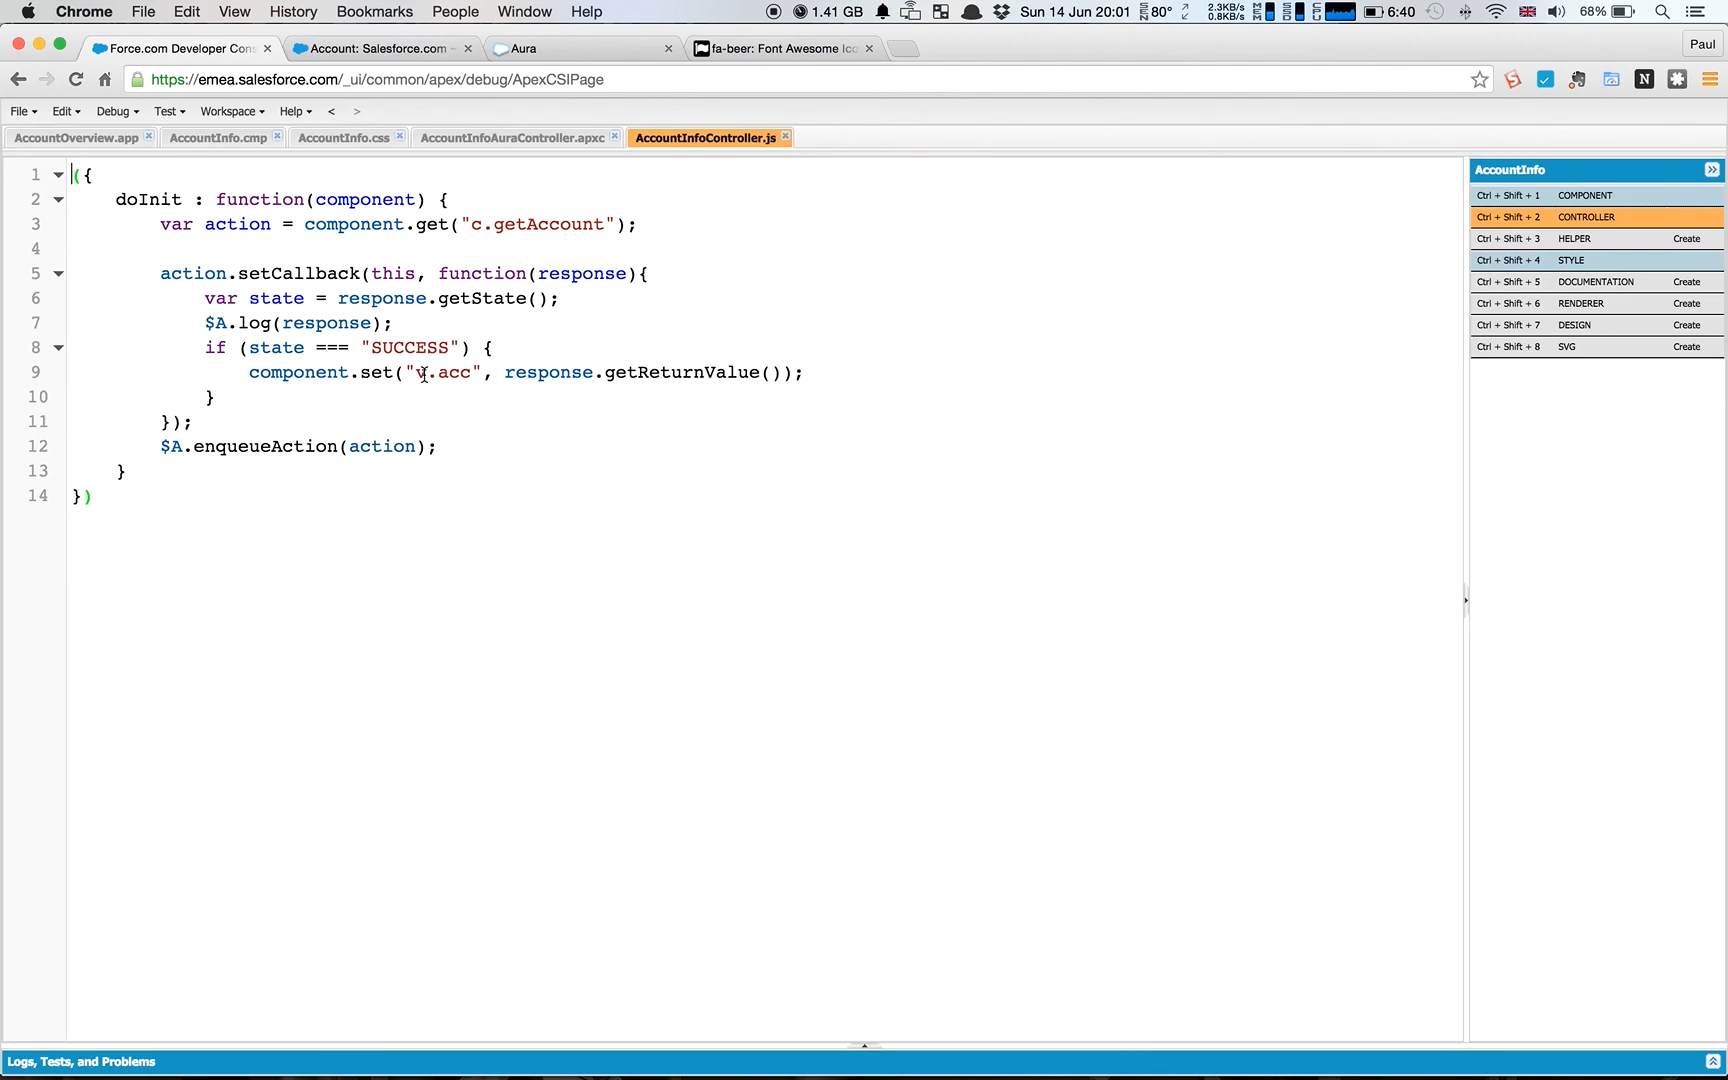 Chrome File Edit View History Bookmarks People Window Help 1.41 GB Sun 14 Jun 20:01 80° 2.3KB/s 0.8KB/s 6:40 68%
Force.com Developer Cons Account: Salesforce.com ~ Aura fa-beer: Font Awesome Ico Paul
https://emea.salesforce.com/_ui/common/apex/debug/ApexCSIPage N
File Edit Debug Test Workspace Help < >
AccountOverview.app AccountInfo.cmp AccountInfo.css AccountInfoAuraController.apxc AccountInfoController.js
1 ({
2 doInit : function(component) {
3 var action = component.get("c.getAccount");
4
5 action.setCallback(this, function(response){
6 var state = response.getState();
7 $A.log(response);
8 if (state === "SUCCESS") {
9 component.set("v.acc", response.getReturnValue());
10 }
11 });
12 $A.enqueueAction(action);
13 }
14 })
AccountInfo
Ctrl + Shift + 1 COMPONENT
Ctrl + Shift + 2 CONTROLLER
Ctrl + Shift + 3 HELPER Create
Ctrl + Shift + 4 STYLE
Ctrl + Shift + 5 DOCUMENTATION Create
Ctrl + Shift + 6 RENDERER Create
Ctrl + Shift + 7 DESIGN Create
Ctrl + Shift + 8 SVG Create
Logs, Tests, and Problems